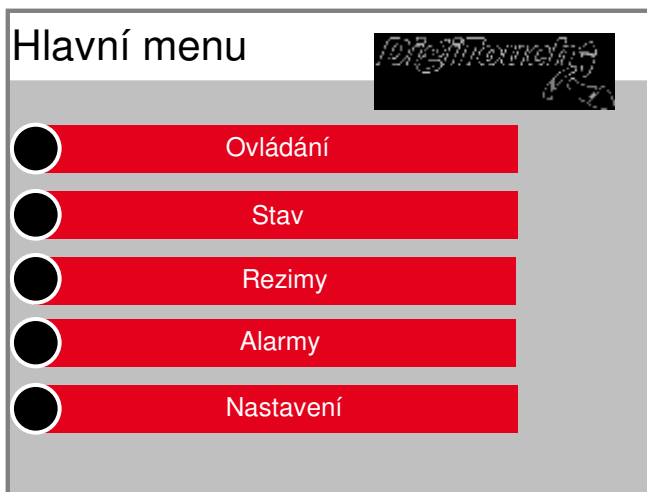 Hlavní menu
DigiTouch
Ovládání
Stav
Rezimy
Alarmy
Nastavení